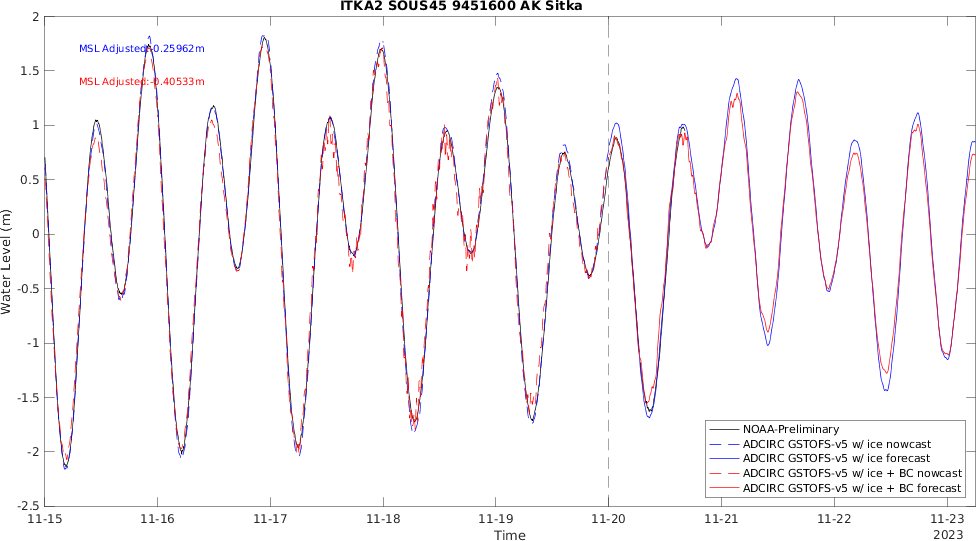 ITKA2 SOUS45 9451600 AK Sitka
MSL Adjusted:-0.25962m
MSL Adjusted:-0.40533m
Water Level (m)
2
1.5
1
0.5
0
-0.5
-1
-1.5
-2
-2.5
NOAA-Preliminary
ADCIRC GSTOFS-v5 w/ ice nowcast
ADCIRC GSTOFS-v5 w/ ice forecast
ADCIRC GSTOFS-v5 w/ ice + BC nowcast
ADCIRC GSTOFS-v5 w/ ice + BC forecast
11-15 11-16 11-17 11-18 11-19 11-20 11-21 11-22 11-23
Time
2023